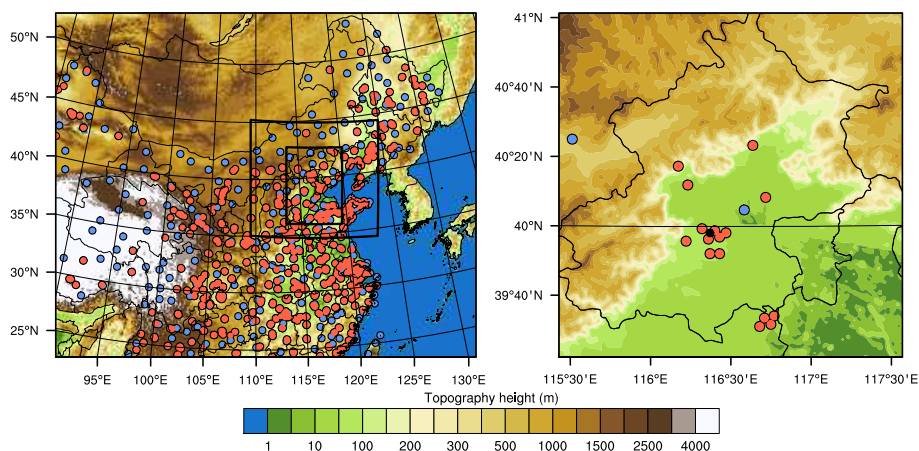 50°N
45°N
40°N
35°N
30°N
25°N
95°E 100°E 105°E 110°E 115°E 120°E 125°E 130°E
41°N
40°40'N
40°20'N
40°N
39°40'N
115°30'E 116°E 116°30'E 117°E 117°30'E
Topography height (m)
1 10 100 200 300 500 1000 1500 2500 4000